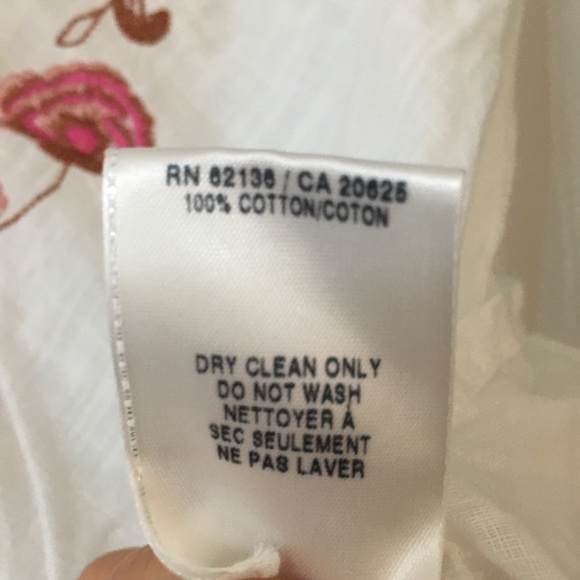 RN 62136 / CA 20625
100% COTTON/COTON
DRY CLEAN ONLY
DO NOT WASH
NETTOYER À
SEC SEULEMENT
NE PAS LAVER